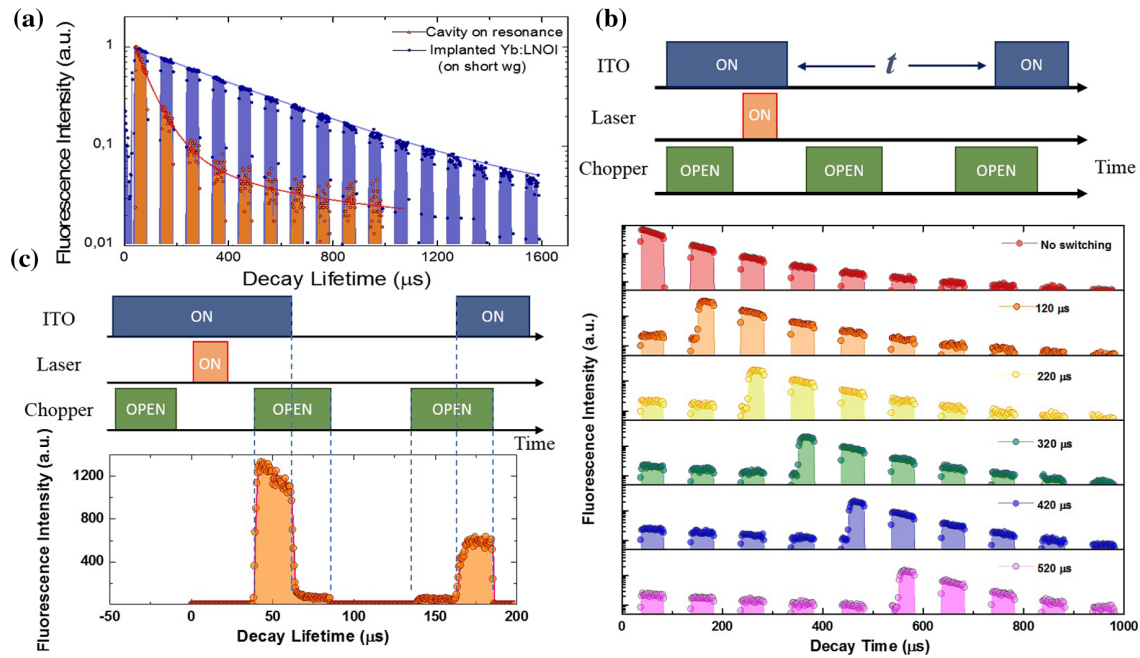 (a)
Fluorescence Intensity (a.u.)
1
0,1
0,01
Cavity on resonance
Implanted Yb:LNOI
(on short wg)
0 400 800 1200 1600
Decay Lifetime (μs)
(b)
ITO ON t ON
Laser ON
Chopper OPEN OPEN OPEN Time
(c)
ITO ON ON
Laser ON
Chopper OPEN OPEN OPEN
Time
Fluorescence Intensity (a.u.)
1200
800
400
-50 0 50 100 150 200
Decay Lifetime (μs)
Fluorescence Intensity (a.u.)
No switching
120 μs
220 μs
320 μs
420 μs
520 μs
0 200 400 600 800 1000
Decay Time (μs)